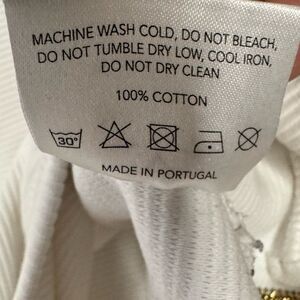 MACHINE WASH COLD, DO NOT BLEACH,
DO NOT TUMBLE DRY LOW, COOL IRON,
DO NOT DRY CLEAN
100% COTTON
30°
MADE IN PORTUGAL